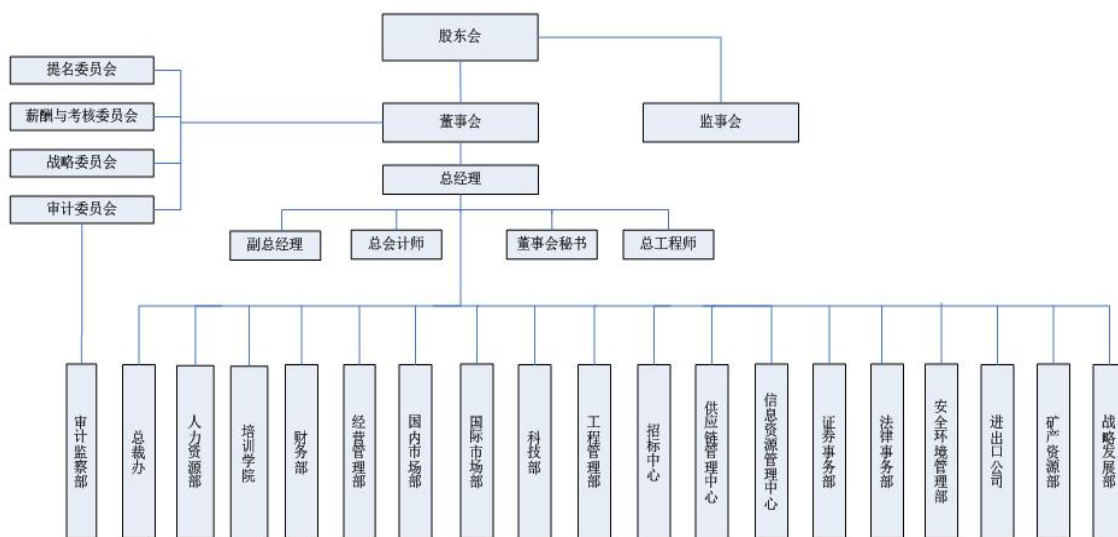 股东会
提名委员会
薪酬与考核委员会
董事会
监事会
战略委员会
总经理
审计委员会
副总经理
总会计师
董事会秘书
总工程师
审计监察部
总裁办
人力资源部
培训学院
财务部
经营管理部
国内市场部
国际市场部
科技部
工程管理部
招标中心
供应链管理中心
信息资源管理中心
证券事务部
法律事务部
安全环境管理部
进出口公司
矿产资源部
战略发展部